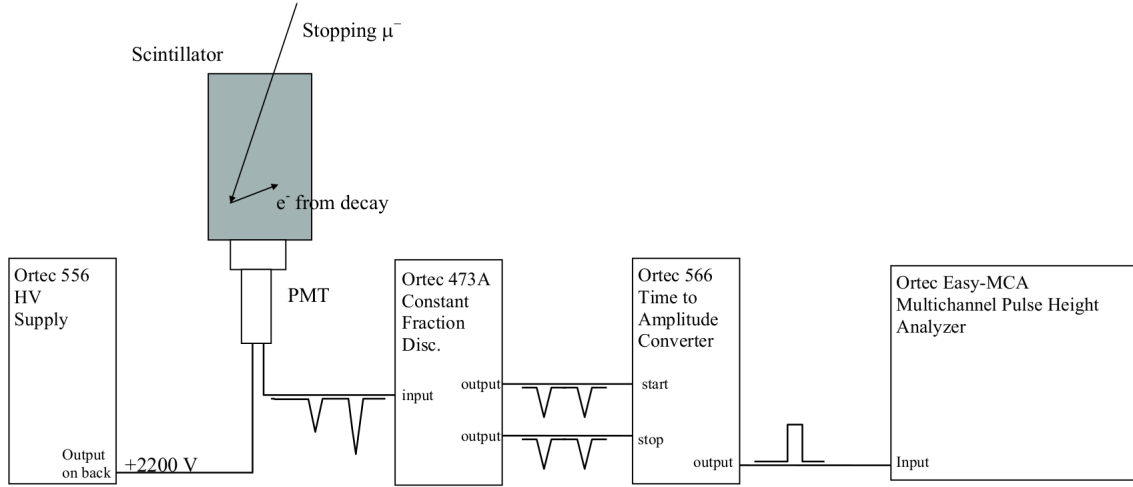 Stopping μ⁻
Scintillator
e⁻ from decay
Ortec 556
HV
Supply
Output
on back
+2200 V
PMT
Ortec 473A
Constant
Fraction
Disc.
input
output
output
Ortec 566
Time to
Amplitude
Converter
start
stop
output
Ortec Easy-MCA
Multichannel Pulse Height
Analyzer
Input